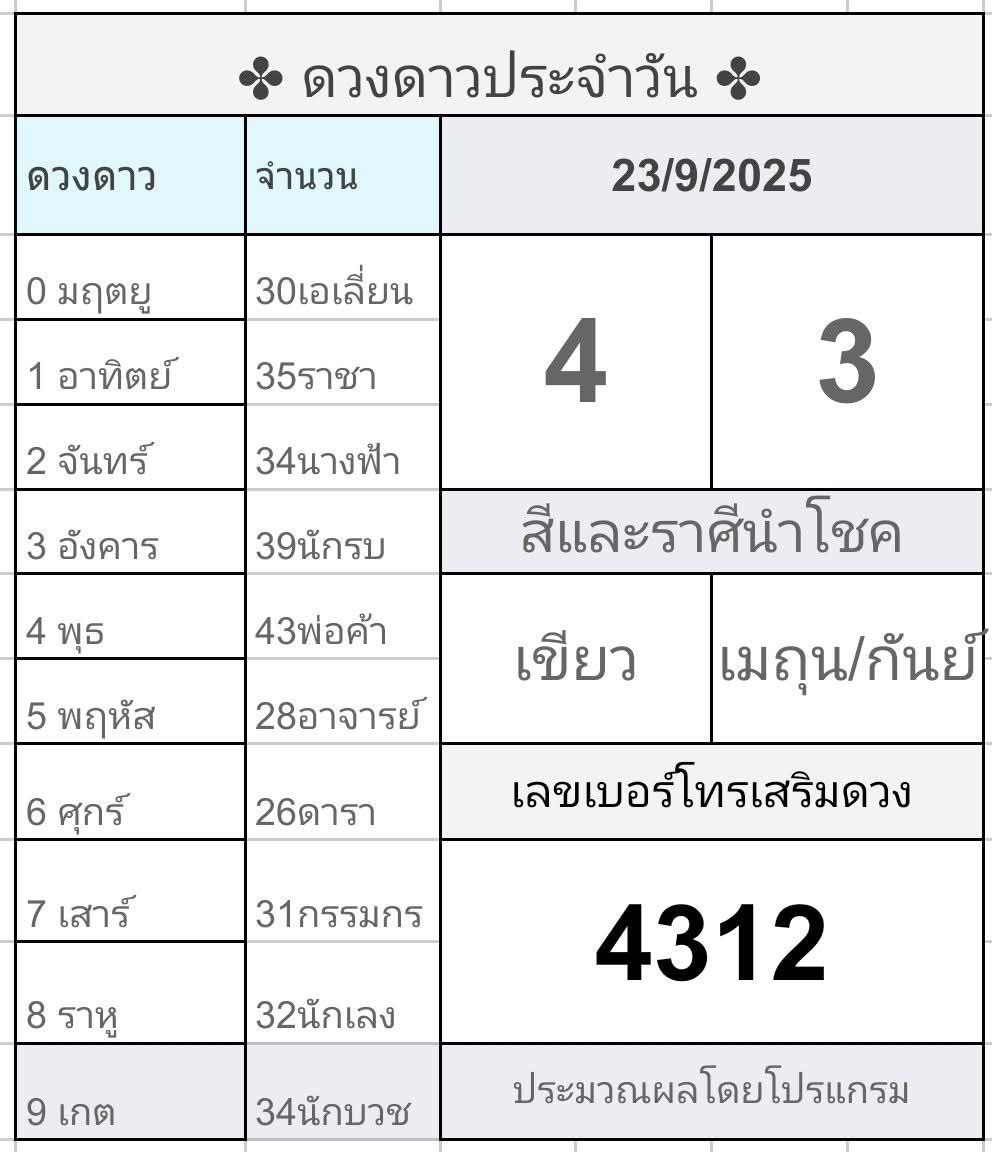 ✤ ดวงดาวประจำวัน ✤
ดวงดาว จำนวน 23/9/2025
0 มฤตยู 30เอเลี่ยน
1 อาทิตย์ 35ราชา
2 จันทร์ 34นางฟ้า
3 อังคาร 39นักรบ
4 พุธ 43พ่อค้า
5 พฤหัส 28อาจารย์
6 ศุกร์ 26ดารา
7 เสาร์ 31กรรมกร
8 ราหู 32นักเลง
9 เกต 34นักบวช
4 3
สีและราศีนำโชค
เขียว เมถุน/กันย์
เลขเบอร์โทรเสริมดวง
4312
ประมวณผลโดยโปรแกรม